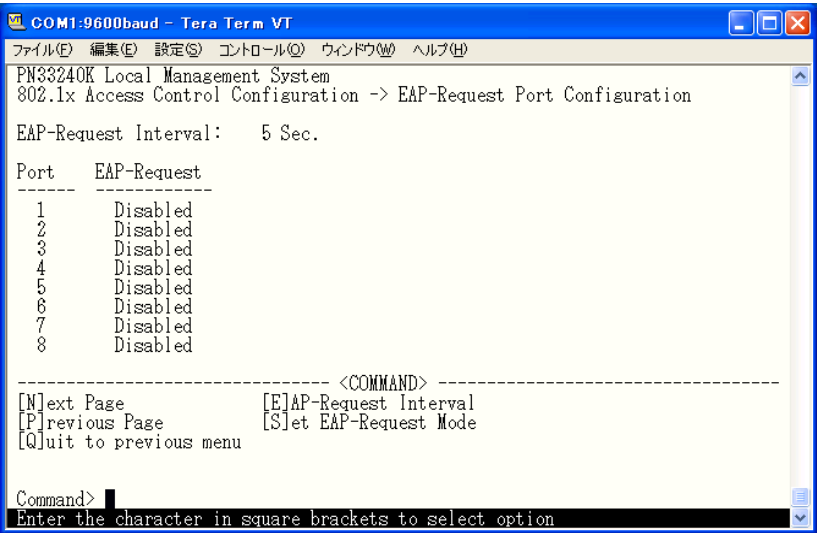 COM1:9600baud - Tera Term VT
ファイル(F) 編集(E) 設定(S) コントロール(O) ウィンドウ(W) ヘルプ(H)
PN33240K Local Management System
802.1x Access Control Configuration -> EAP-Request Port Configuration
EAP-Request Interval: 5 Sec.
Port EAP-Request
------ ------------
1 Disabled
2 Disabled
3 Disabled
4 Disabled
5 Disabled
6 Disabled
7 Disabled
8 Disabled
-------------------------------- <COMMAND> -----------------------------------
[N]ext Page [E]AP-Request Interval
[P]revious Page [S]et EAP-Request Mode
[Q]uit to previous menu
Command>
Enter the character in square brackets to select option